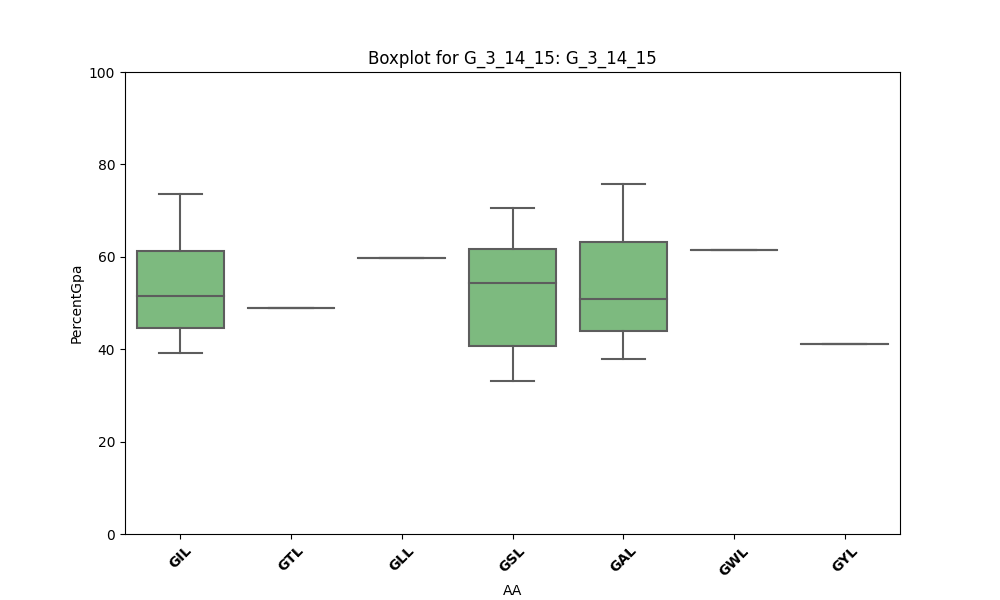 Boxplot for G_3_14_15: G_3_14_15
100
80
60
40
20
0
PercentGpa
GIL
GTL
GLL
GSL
GAL
GWL
GYL
AA